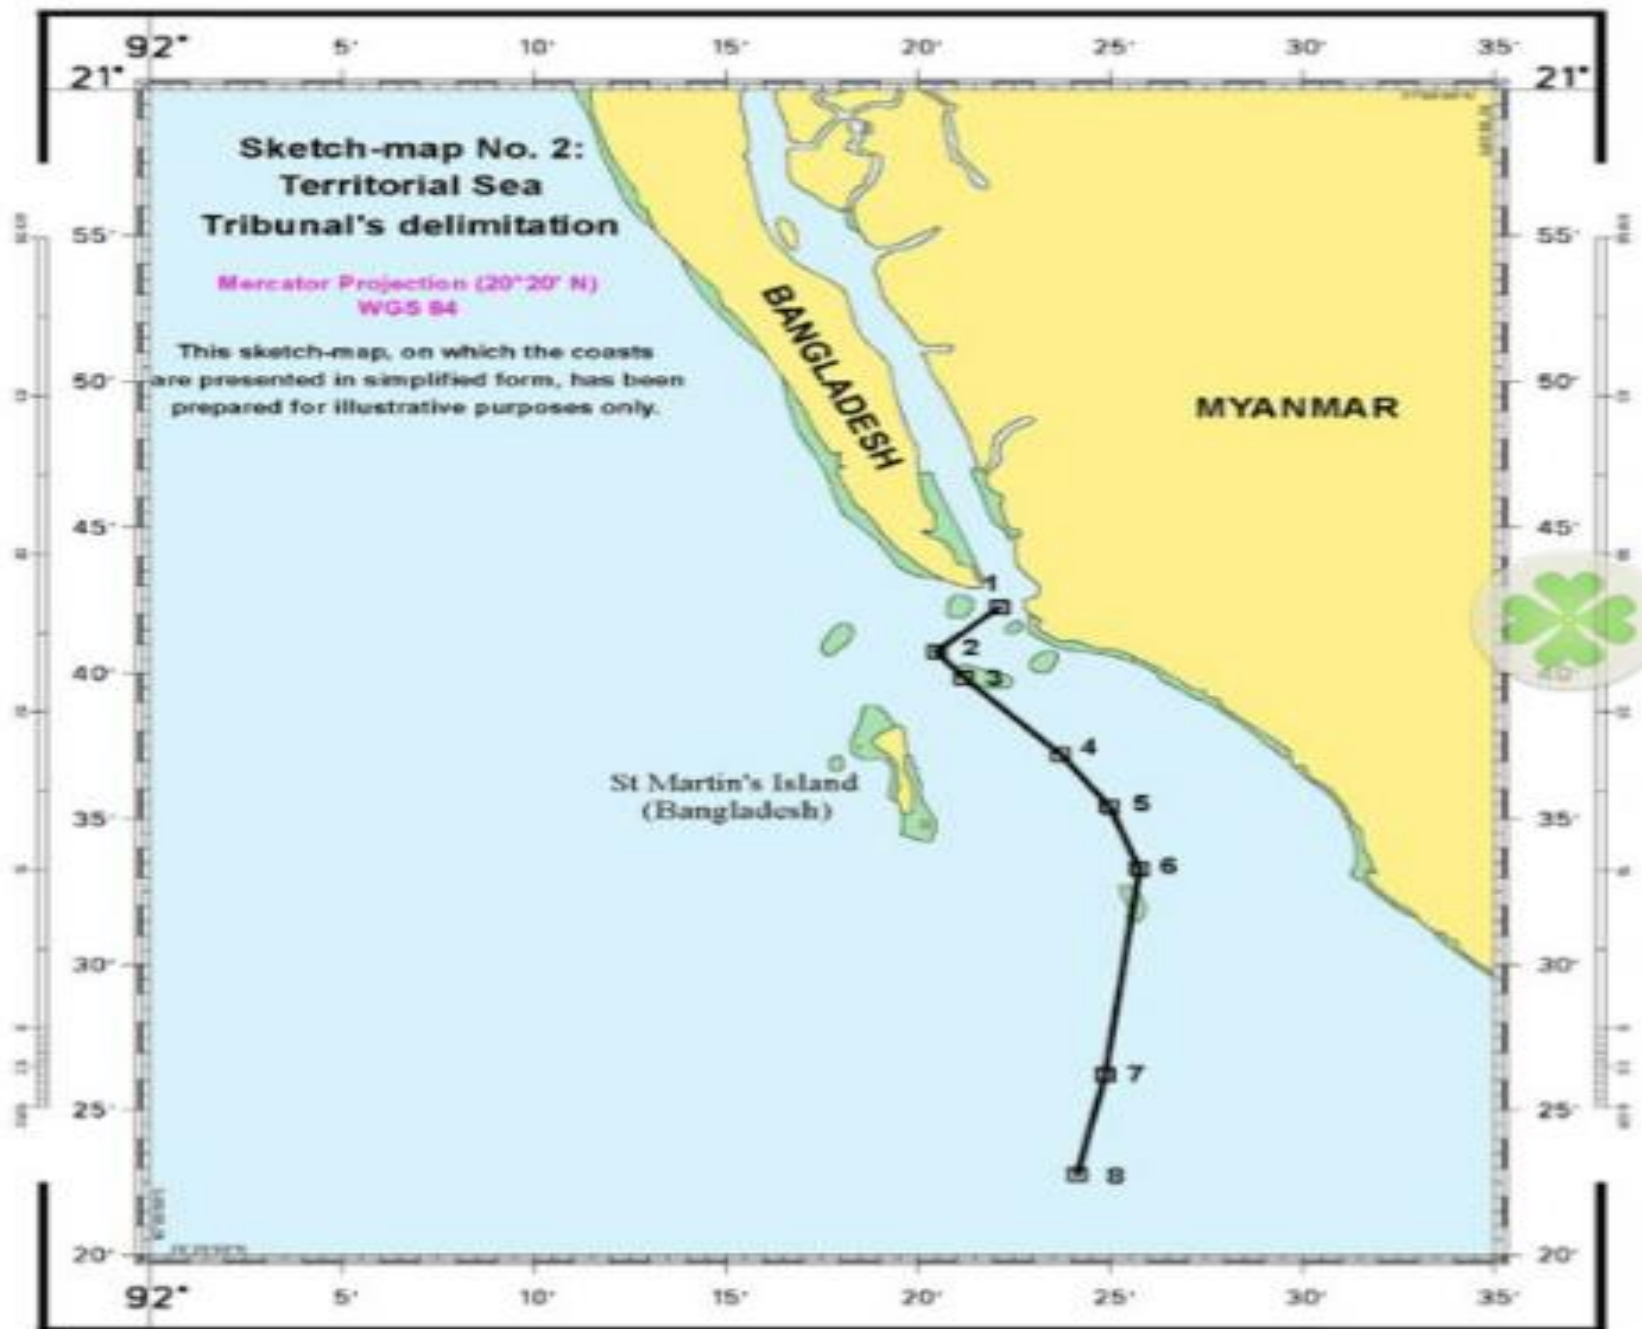 92° 5' 10' 15' 20' 25' 30' 35'
21° 21°
Sketch-map No. 2:
Territorial Sea
Tribunal's delimitation
55' 55'
Mercator Projection (20°20' N)
WGS 84
This sketch-map, on which the coasts
are presented in simplified form, has been
prepared for illustrative purposes only.
50' 50'
BANGLADESH
MYANMAR
45' 45'
1
2
40' 40'
3
4
St Martin's Island
(Bangladesh)
5
35' 35'
6
30' 30'
7
25' 25'
8
20' 20'
92° 5' 10' 15' 20' 25' 30' 35'